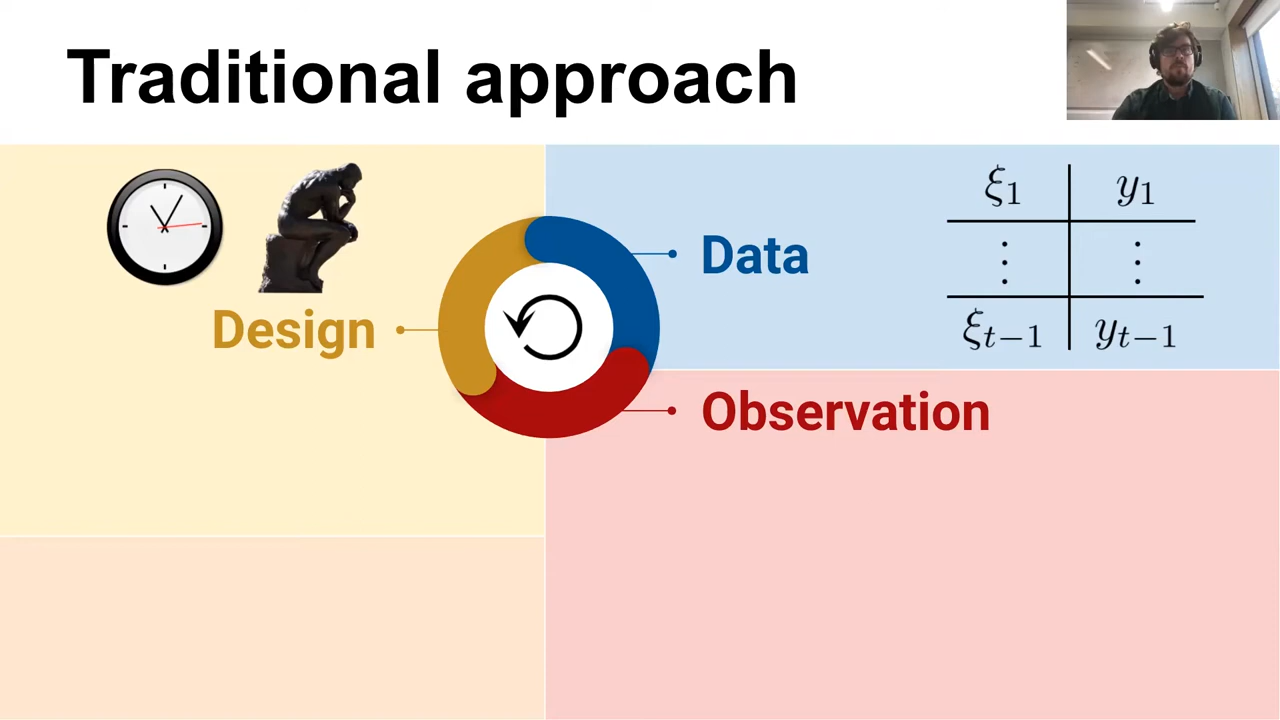 Traditional approach
Design
Data
ξ₁ y₁
⋮ ⋮
ξₜ₋₁ yₜ₋₁
Observation